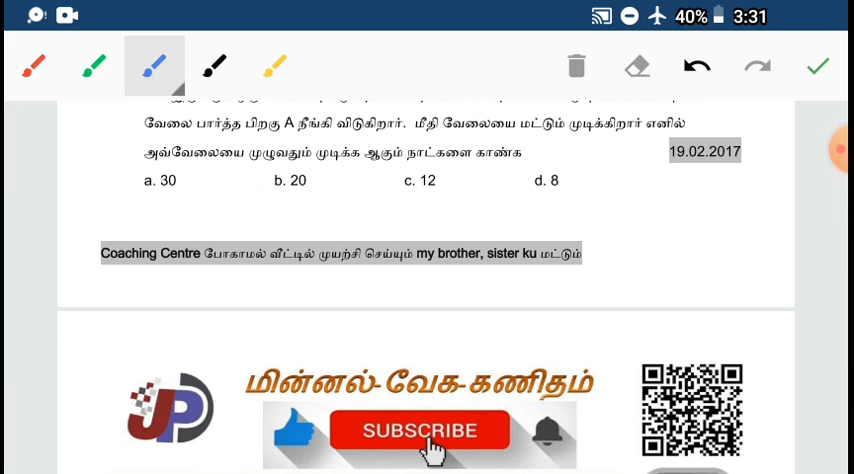 40% 3:31
வேலை பார்த்த பிறகு A நீங்கி விடுகிறார். மீதி வேலையை மட்டும் முடிக்கிறார் எனில்
அவ்வேலையை முழுவதும் முடிக்க ஆகும் நாட்களை காண்க 19.02.2017
a. 30 b. 20 c. 12 d. 8
Coaching Centre போகாமல் வீட்டில் முயற்சி செய்யும் my brother, sister ku மட்டும்
JP
மின்னல்-வேக-கணிதம்
SUBSCRIBE